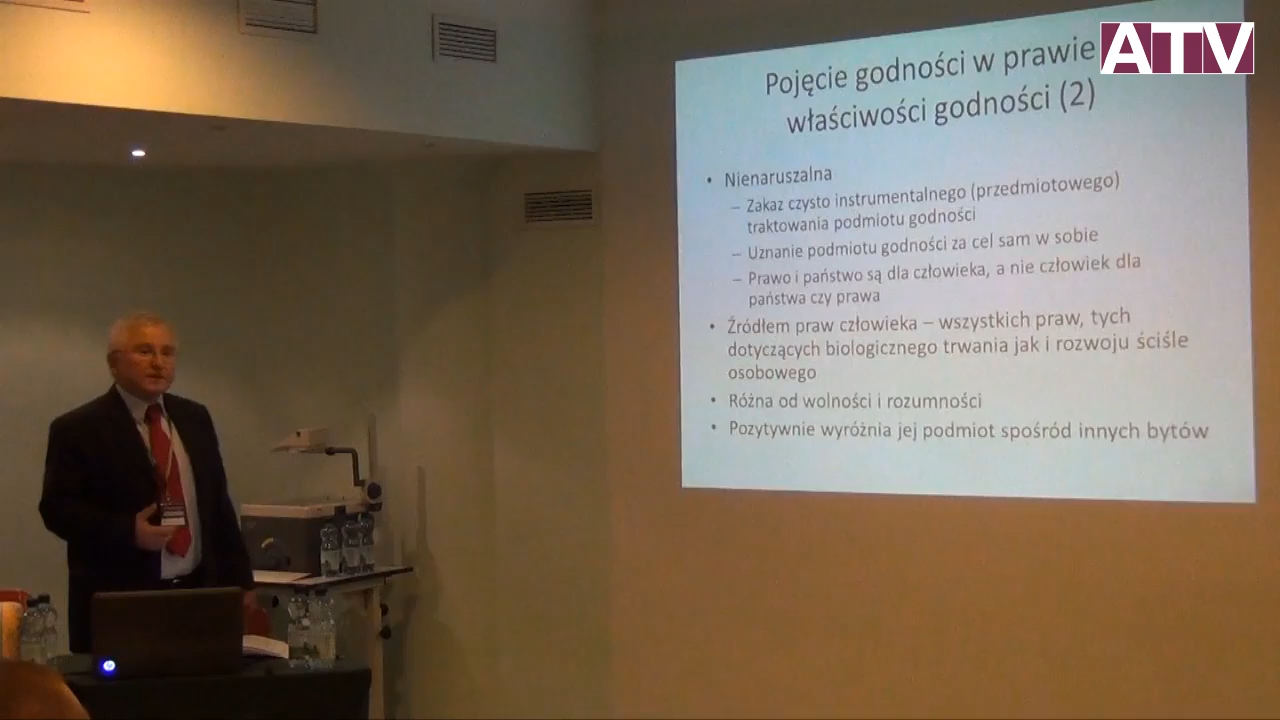 ATV
Pojęcie godności w prawie
właściwości godności (2)
• Nienaruszalna
– Zakaz czysto instrumentalnego (przedmiotowego)
traktowania podmiotu godności
– Uznanie podmiotu godności za cel sam w sobie
– Prawo i państwo są dla człowieka, a nie człowiek dla
państwa czy prawa
• Źródłem praw człowieka – wszystkich praw, tych
dotyczących biologicznego trwania jak i rozwoju ściśle
osobowego
• Różna od wolności i rozumności
• Pozytywnie wyróżnia jej podmiot spośród innych bytów